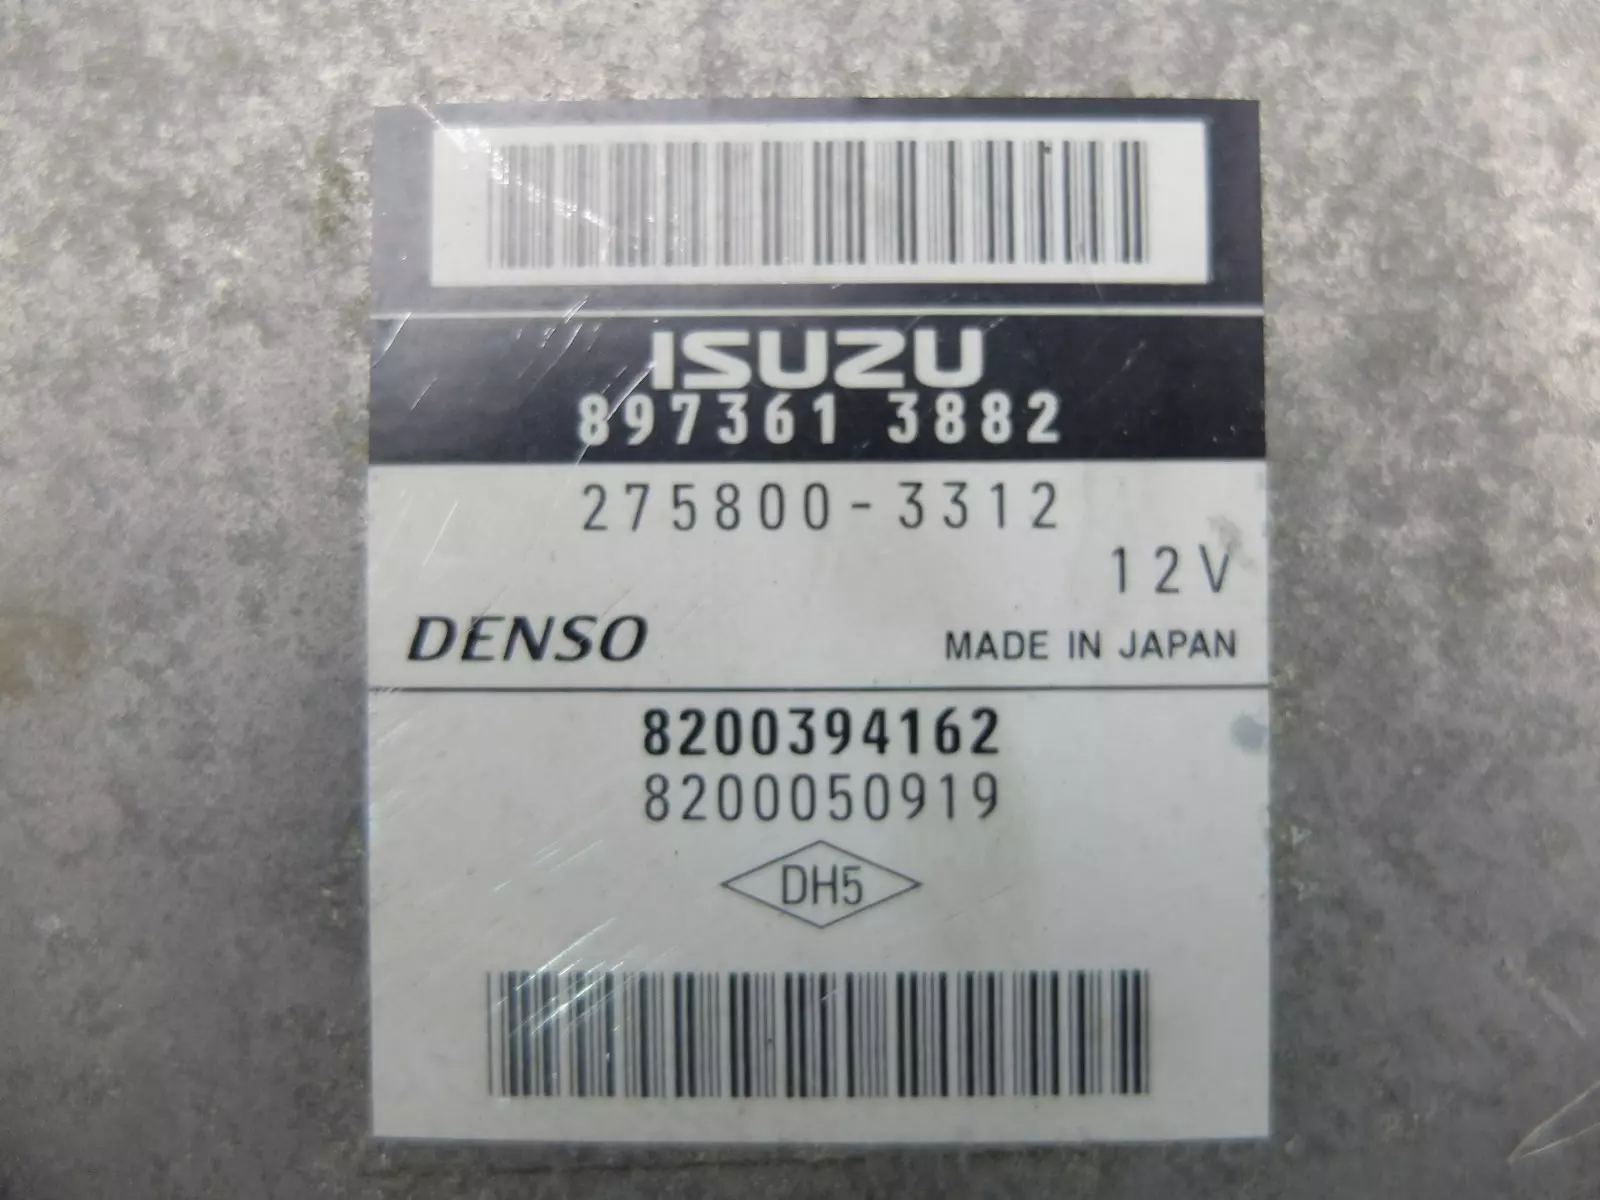 ISUZU
897361 3882
275800-3312
12V
DENSO MADE IN JAPAN
8200394162
8200050919
DH5